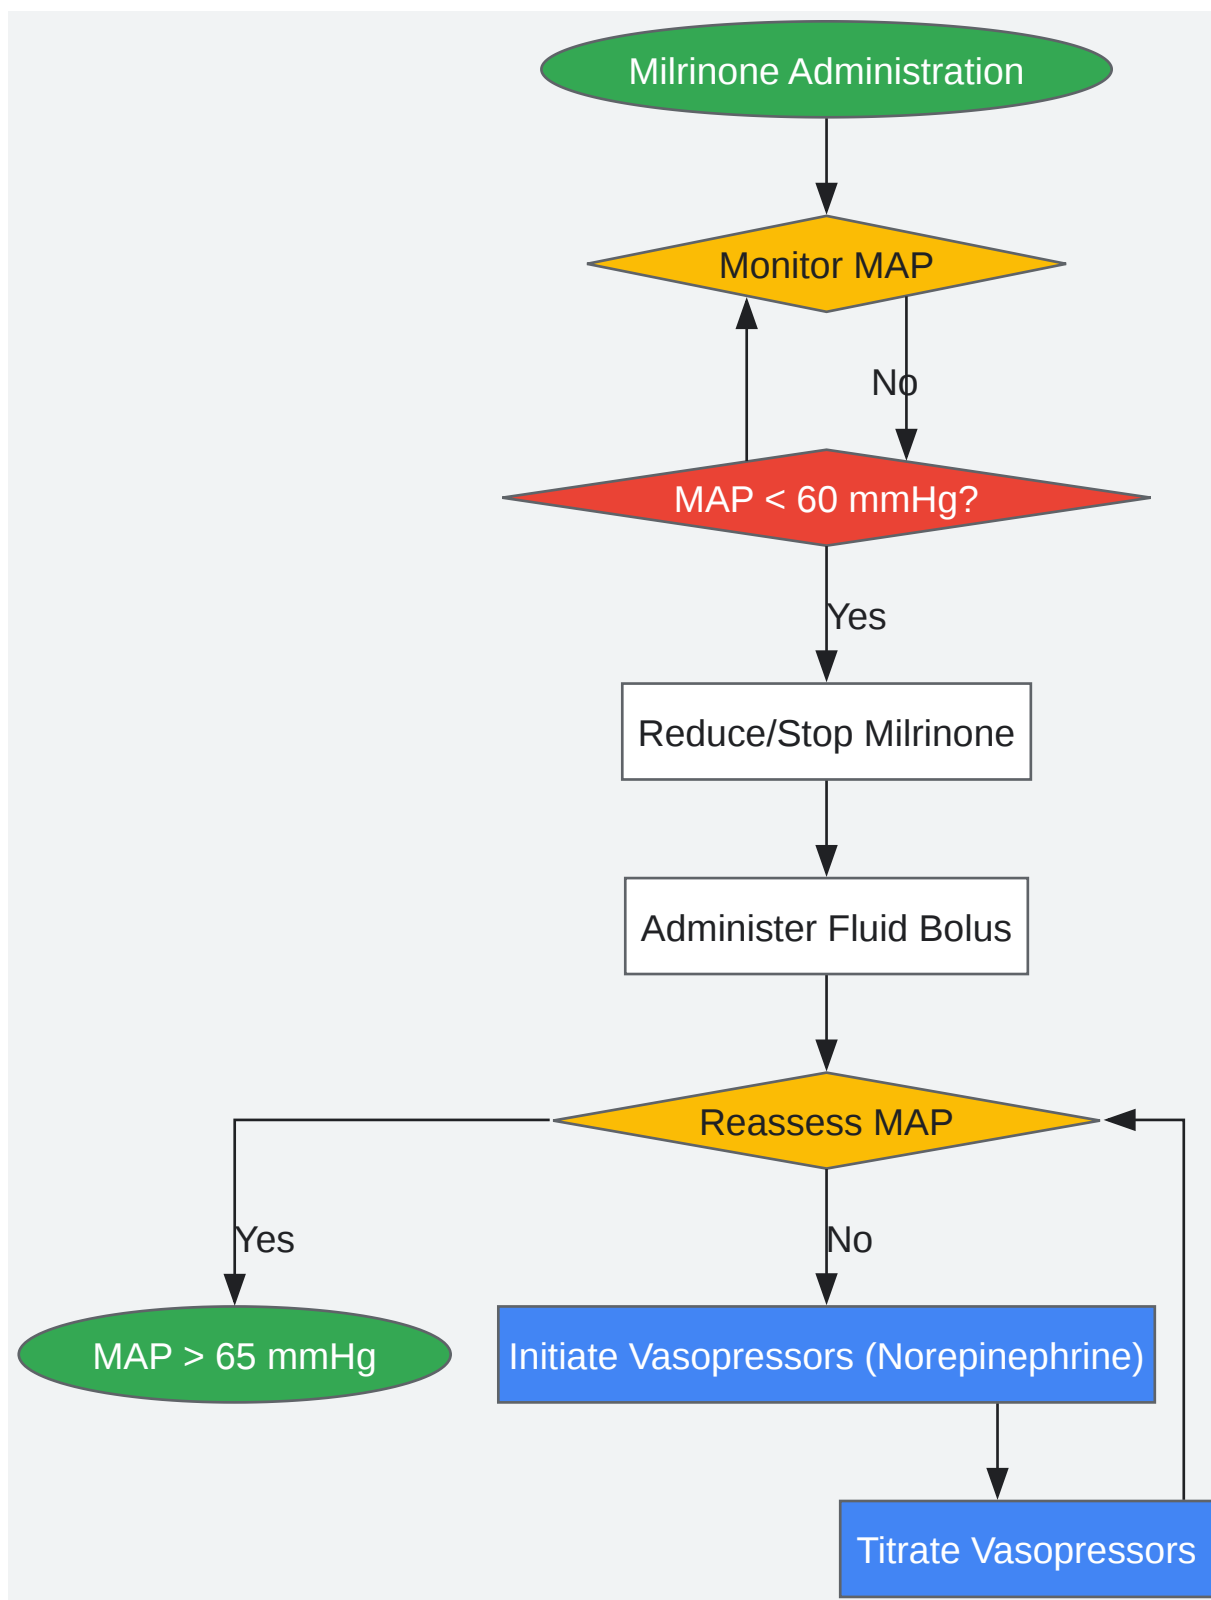 Milrinone Administration
Monitor MAP
No
MAP < 60 mmHg?
Yes
Reduce/Stop Milrinone
Administer Fluid Bolus
Reassess MAP
Yes
No
MAP > 65 mmHg
Initiate Vasopressors (Norepinephrine)
Titrate Vasopressors